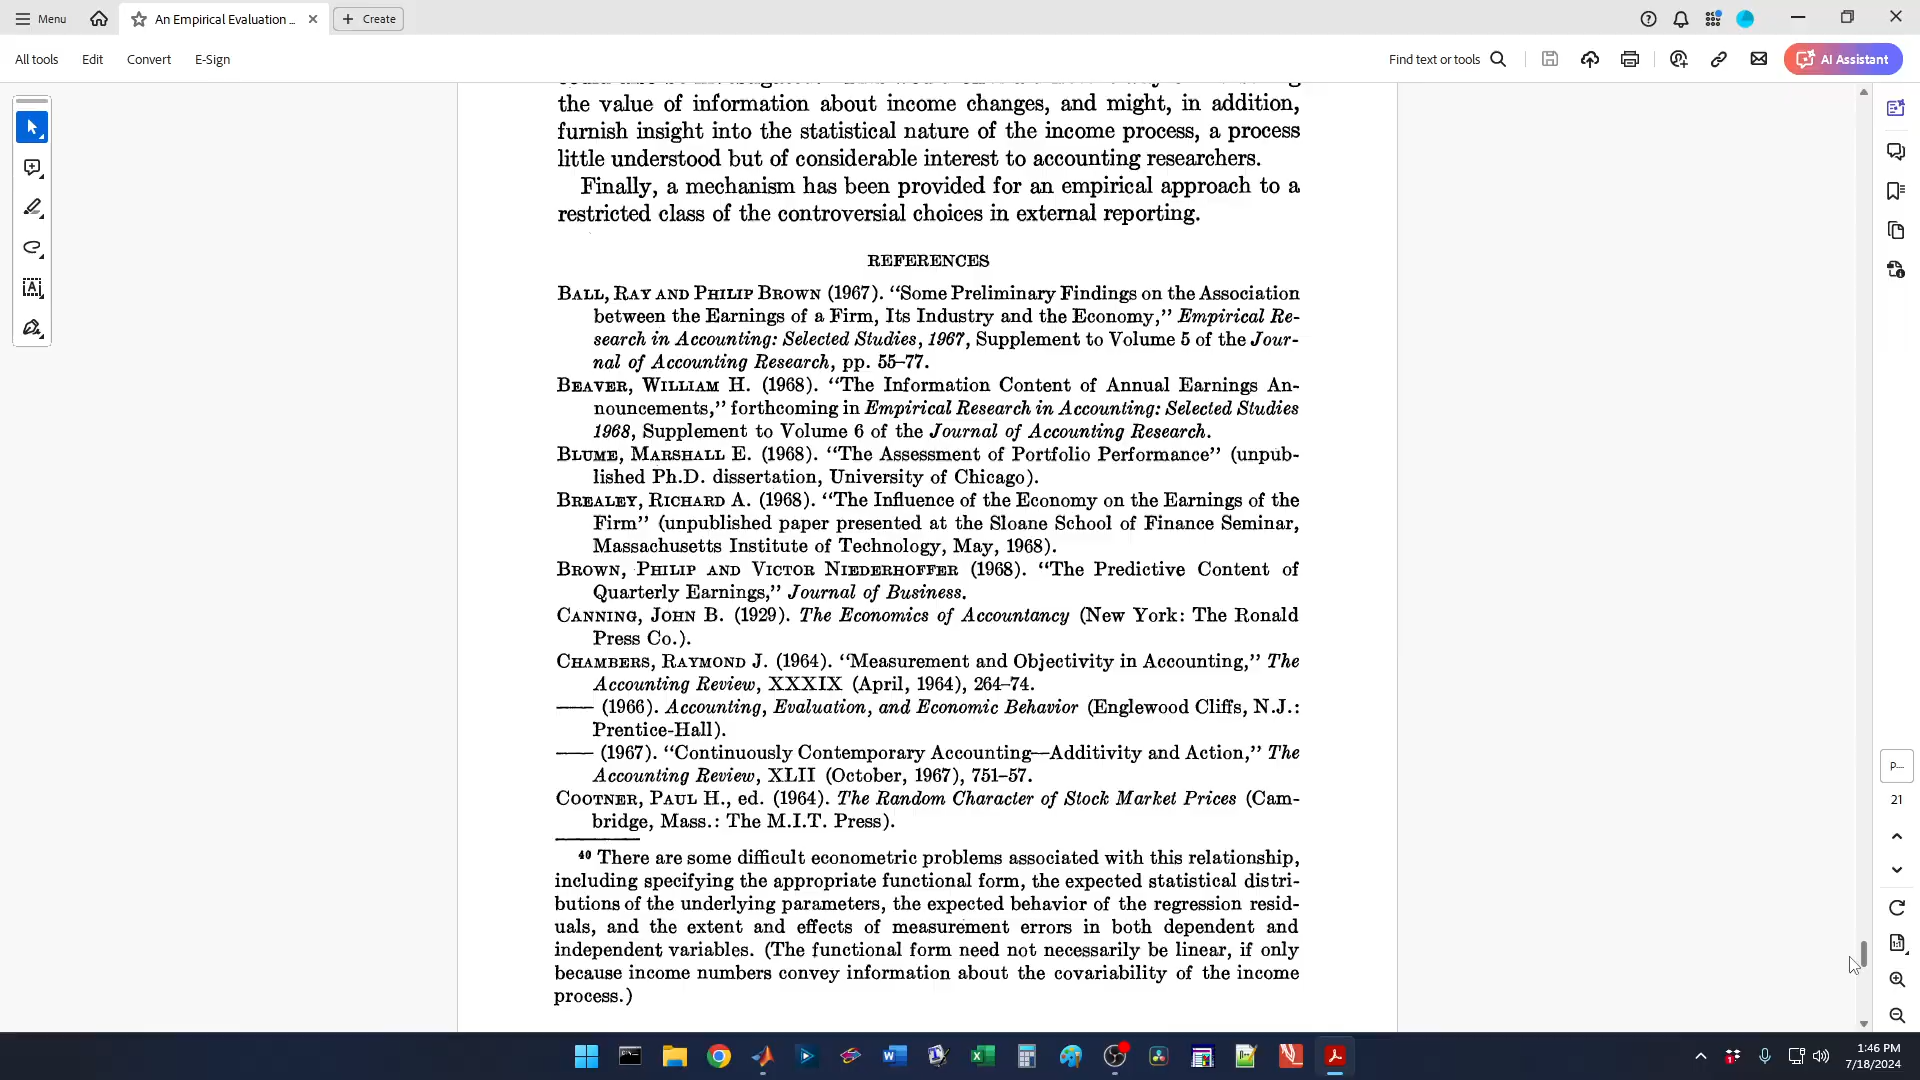 Menu
An Empirical Evaluation ...
Create
All tools
Edit
Convert
E-Sign
Find text or tools
AI Assistant
the value of information about income changes, and might, in addition,
furnish insight into the statistical nature of the income process, a process
little understood but of considerable interest to accounting researchers.
Finally, a mechanism has been provided for an empirical approach to a
restricted class of the controversial choices in external reporting.
REFERENCES
BALL, RAY AND PHILIP BROWN (1967). "Some Preliminary Findings on the Association
between the Earnings of a Firm, Its Industry and the Economy," Empirical Re-
search in Accounting: Selected Studies, 1967, Supplement to Volume 5 of the Jour-
nal of Accounting Research, pp. 55–77.
BEAVER, WILLIAM H. (1968). "The Information Content of Annual Earnings An-
nouncements," forthcoming in Empirical Research in Accounting: Selected Studies
1968, Supplement to Volume 6 of the Journal of Accounting Research.
BLUME, MARSHALL E. (1968). "The Assessment of Portfolio Performance" (unpub-
lished Ph.D. dissertation, University of Chicago).
BREALEY, RICHARD A. (1968). "The Influence of the Economy on the Earnings of the
Firm" (unpublished paper presented at the Sloane School of Finance Seminar,
Massachusetts Institute of Technology, May, 1968).
BROWN, PHILIP AND VICTOR NIEDERHOFFER (1968). "The Predictive Content of
Quarterly Earnings," Journal of Business.
CANNING, JOHN B. (1929). The Economics of Accountancy (New York: The Ronald
Press Co.).
CHAMBERS, RAYMOND J. (1964). "Measurement and Objectivity in Accounting," The
Accounting Review, XXXIX (April, 1964), 264–74.
—— (1966). Accounting, Evaluation, and Economic Behavior (Englewood Cliffs, N.J.:
Prentice-Hall).
—— (1967). "Continuously Contemporary Accounting—Additivity and Action," The
Accounting Review, XLII (October, 1967), 751–57.
COOTNER, PAUL H., ed. (1964). The Random Character of Stock Market Prices (Cam-
bridge, Mass.: The M.I.T. Press).
40 There are some difficult econometric problems associated with this relationship,
including specifying the appropriate functional form, the expected statistical distri-
butions of the underlying parameters, the expected behavior of the regression resid-
uals, and the extent and effects of measurement errors in both dependent and
independent variables. (The functional form need not necessarily be linear, if only
because income numbers convey information about the covariability of the income
process.)
P...
21
1:46 PM
7/18/2024